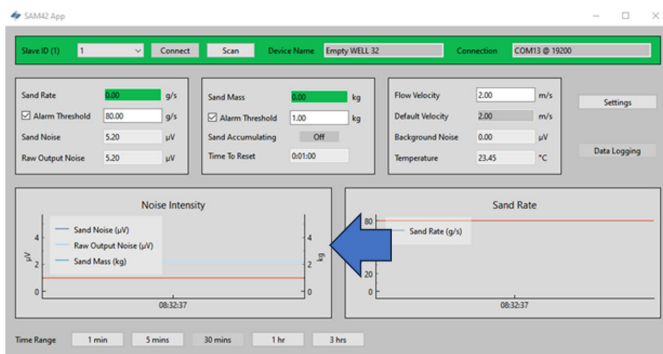 SAM42 App
Slave ID (1) 1 Connect Scan Device Name Empty WELL 32 Connection COM13 @ 19200
Sand Rate 0.00 g/s
Alarm Threshold 80.00 g/s
Sand Noise 5.20 μV
Raw Output Noise 5.20 μV
Sand Mass 0.00 kg
Alarm Threshold 1.00 kg
Sand Accumulating Off
Time To Reset 0:01:00
Flow Velocity 2.00 m/s
Default Velocity 2.00 m/s
Background Noise 0.00 μV
Temperature 23.45 °C
Settings
Data Logging
Noise Intensity
Sand Noise (μV)
Raw Output Noise (μV)
Sand Mass (kg)
4
2
0
μV
4
2
0
kg
08:32:37
Sand Rate
Sand Rate (g/s)
80
20
0
08:32:37
Time Range 1 min 5 mins 30 mins 1 hr 3 hrs